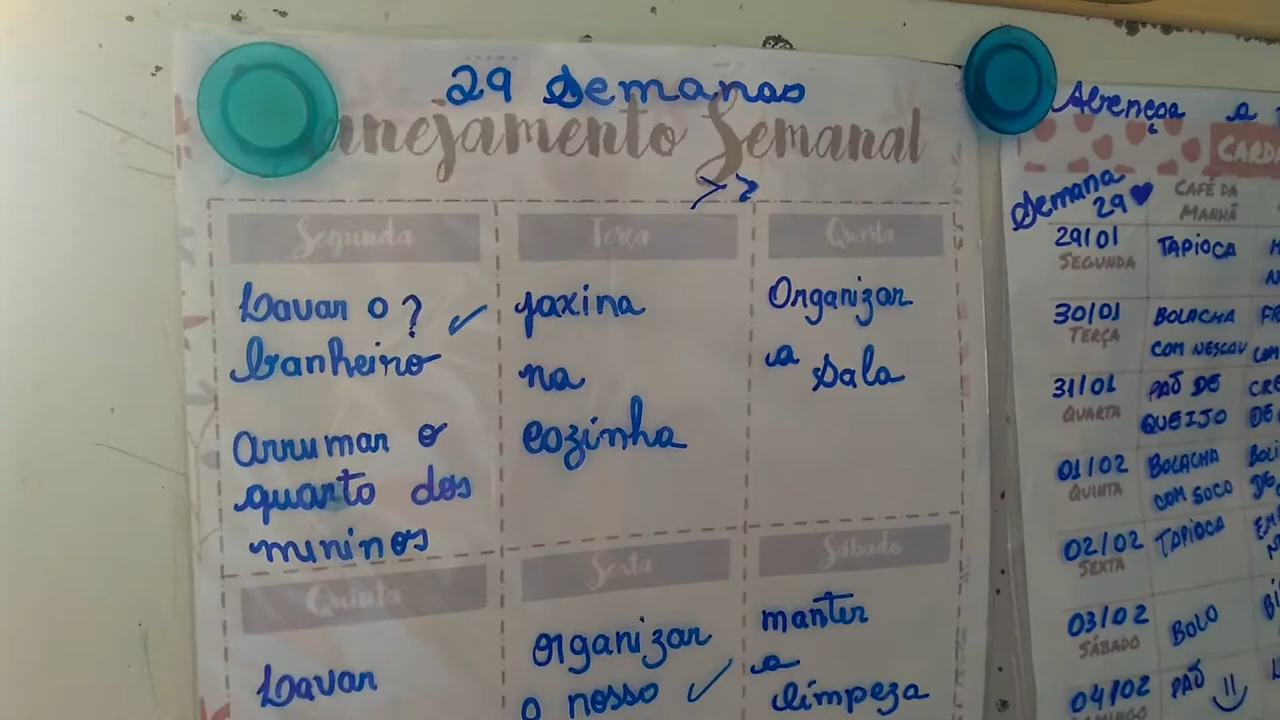 29 Semanas
anejamento Semanal
>>
Segunda
Lavar o ? ✓
banheiro
arrumar o
quarto dos
mininos
Terça
faxina
na
cozinha
Quarta
Organizar
a sala
Quinta
Lavar
Sexta
organizar
o nosso ✓
Sábado
manter
a
limpeza
Semana
29 ♥
CAFÉ DA
MANHÃ
29/01
SEGUNDA
TAPIOCA
30/01
TERÇA
BOLACHA
COM NESCAU
31/01
QUARTA
PÃO DE
QUEIJO
01/02
QUINTA
BOLACHA
COM SUCO
02/02
SEXTA
TAPIOCA
03/02
SÁBADO
BOLO
04/02
PÃO